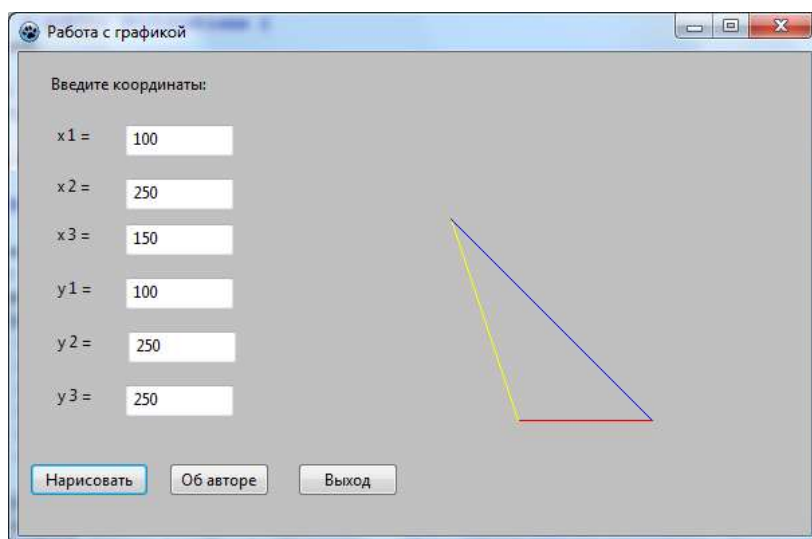 Работа с графикой
Введите координаты:
x1 = 100
x2 = 250
x3 = 150
y1 = 100
y2 = 250
y3 = 250
Нарисовать Об авторе Выход